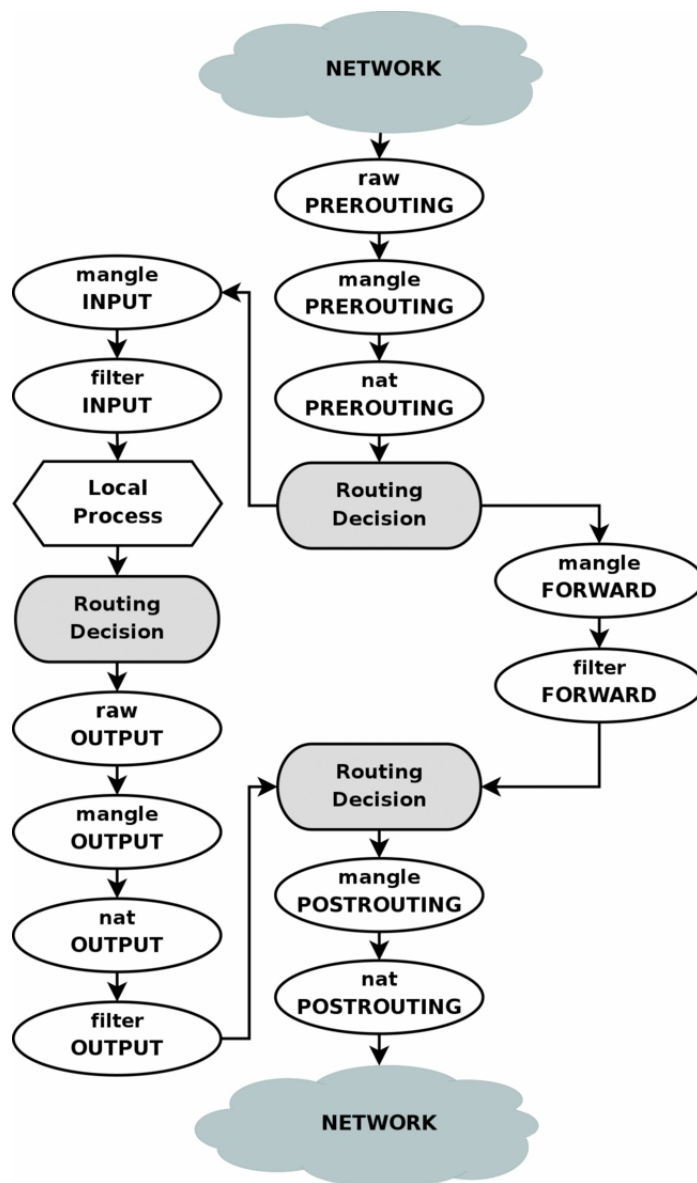 NETWORK
raw
PREROUTING
mangle
PREROUTING
nat
PREROUTING
Routing
Decision
mangle
INPUT
filter
INPUT
Local
Process
Routing
Decision
raw
OUTPUT
mangle
OUTPUT
nat
OUTPUT
filter
OUTPUT
mangle
FORWARD
filter
FORWARD
Routing
Decision
mangle
POSTROUTING
nat
POSTROUTING
NETWORK